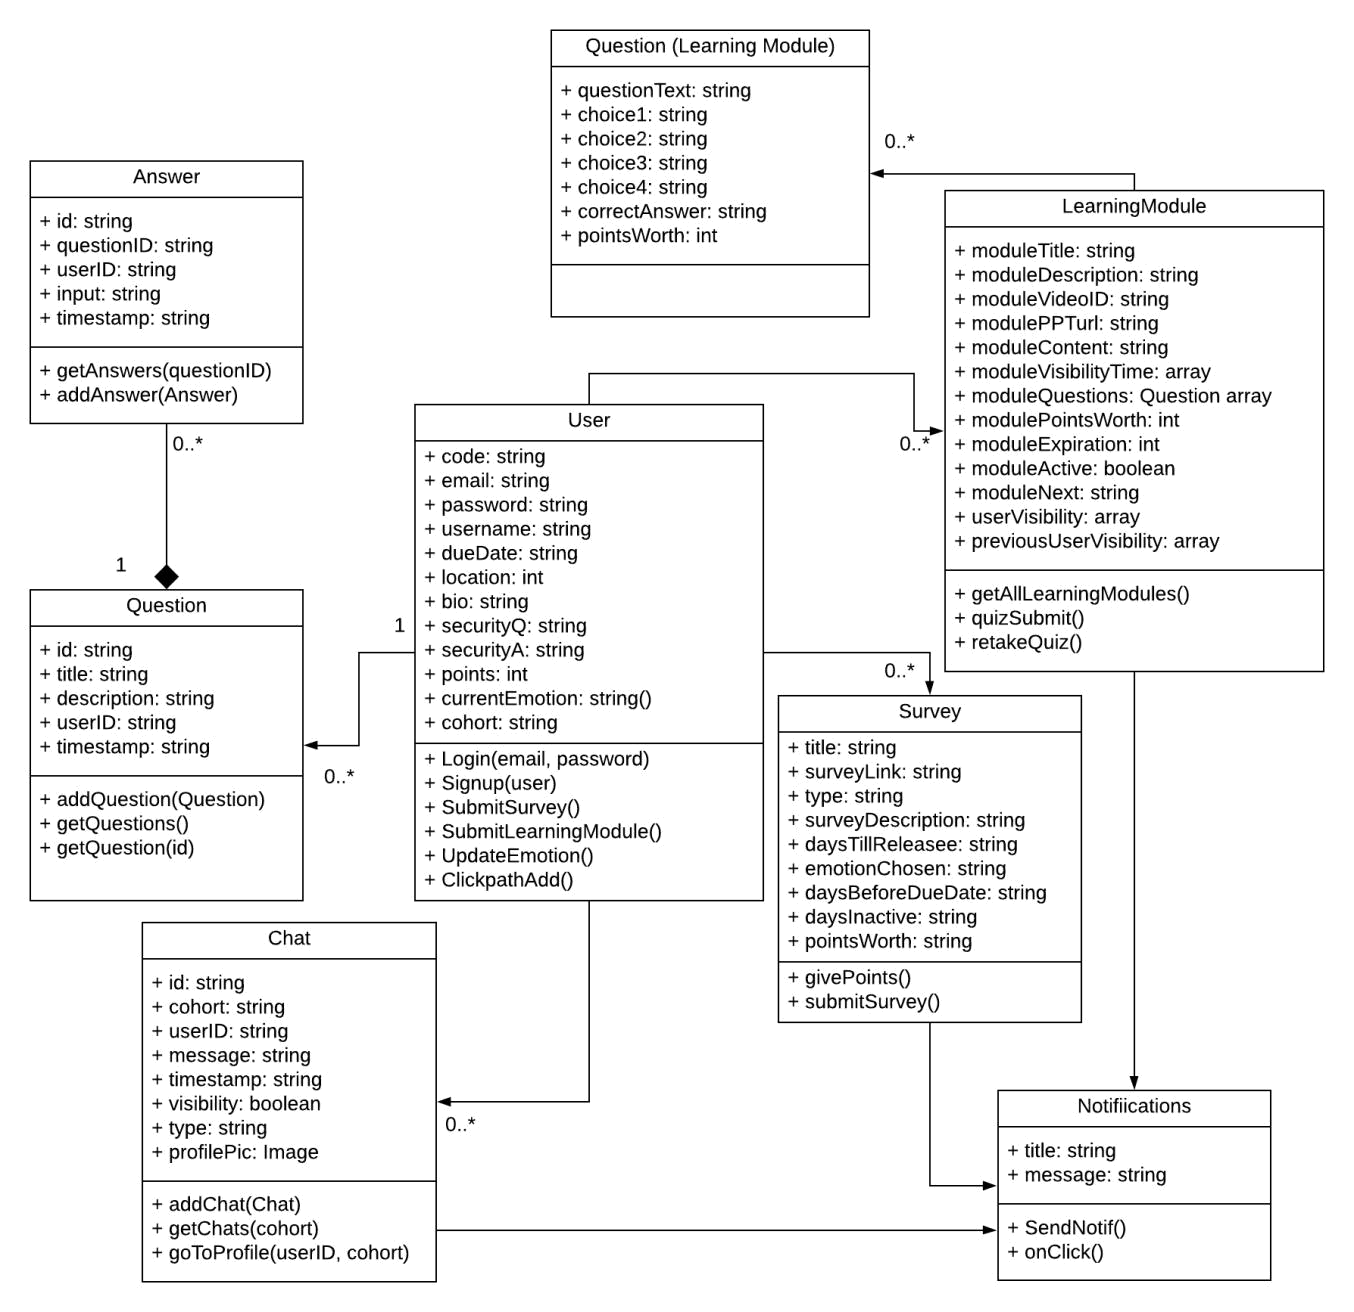 Question (Learning Module)
+ questionText: string
+ choice1: string
+ choice2: string
+ choice3: string
+ choice4: string
+ correctAnswer: string
+ pointsWorth: int
0..*
Answer
+ id: string
+ questionID: string
+ userID: string
+ input: string
+ timestamp: string
+ getAnswers(questionID)
+ addAnswer(Answer)
0..*
1
LearningModule
+ moduleTitle: string
+ moduleDescription: string
+ moduleVideoID: string
+ modulePPTurl: string
+ moduleContent: string
+ moduleVisibilityTime: array
+ moduleQuestions: Question array
+ modulePointsWorth: int
+ moduleExpiration: int
+ moduleActive: boolean
+ moduleNext: string
+ userVisibility: array
+ previousUserVisibility: array
+ getAllLearningModules()
+ quizSubmit()
+ retakeQuiz()
0..*
User
+ code: string
+ email: string
+ password: string
+ username: string
+ dueDate: string
+ location: int
+ bio: string
+ securityQ: string
+ securityA: string
+ points: int
+ currentEmotion: string()
+ cohort: string
+ Login(email, password)
+ Signup(user)
+ SubmitSurvey()
+ SubmitLearningModule()
+ UpdateEmotion()
+ ClickpathAdd()
1
0..*
Question
+ id: string
+ title: string
+ description: string
+ userID: string
+ timestamp: string
+ addQuestion(Question)
+ getQuestions()
+ getQuestion(id)
0..*
Survey
+ title: string
+ surveyLink: string
+ type: string
+ surveyDescription: string
+ daysTillReleasee: string
+ emotionChosen: string
+ daysBeforeDueDate: string
+ daysInactive: string
+ pointsWorth: string
+ givePoints()
+ submitSurvey()
Chat
+ id: string
+ cohort: string
+ userID: string
+ message: string
+ timestamp: string
+ visibility: boolean
+ type: string
+ profilePic: Image
+ addChat(Chat)
+ getChats(cohort)
+ goToProfile(userID, cohort)
0..*
Notifiications
+ title: string
+ message: string
+ SendNotif()
+ onClick()